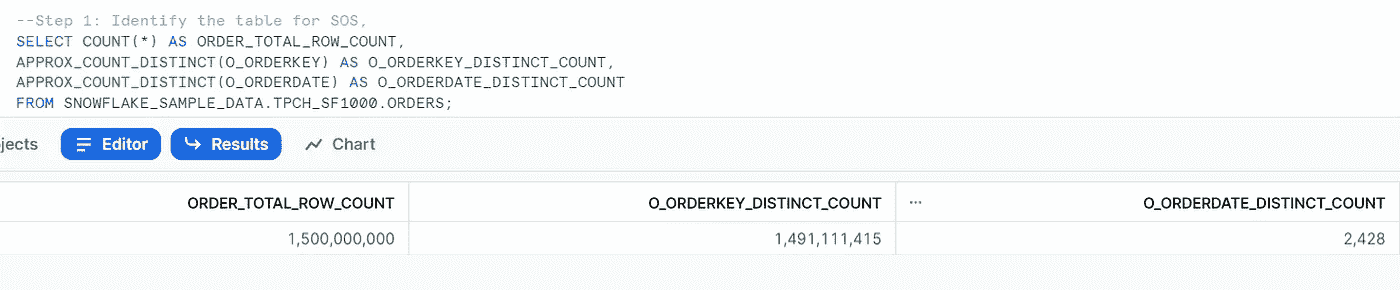 --Step 1: Identify the table for SOS,
SELECT COUNT(*) AS ORDER_TOTAL_ROW_COUNT,
APPROX_COUNT_DISTINCT(O_ORDERKEY) AS O_ORDERKEY_DISTINCT_COUNT,
APPROX_COUNT_DISTINCT(O_ORDERDATE) AS O_ORDERDATE_DISTINCT_COUNT
FROM SNOWFLAKE_SAMPLE_DATA.TPCH_SF1000.ORDERS;
jects Editor Results Chart
ORDER_TOTAL_ROW_COUNT O_ORDERKEY_DISTINCT_COUNT ... O_ORDERDATE_DISTINCT_COUNT
1,500,000,000 1,491,111,415 2,428